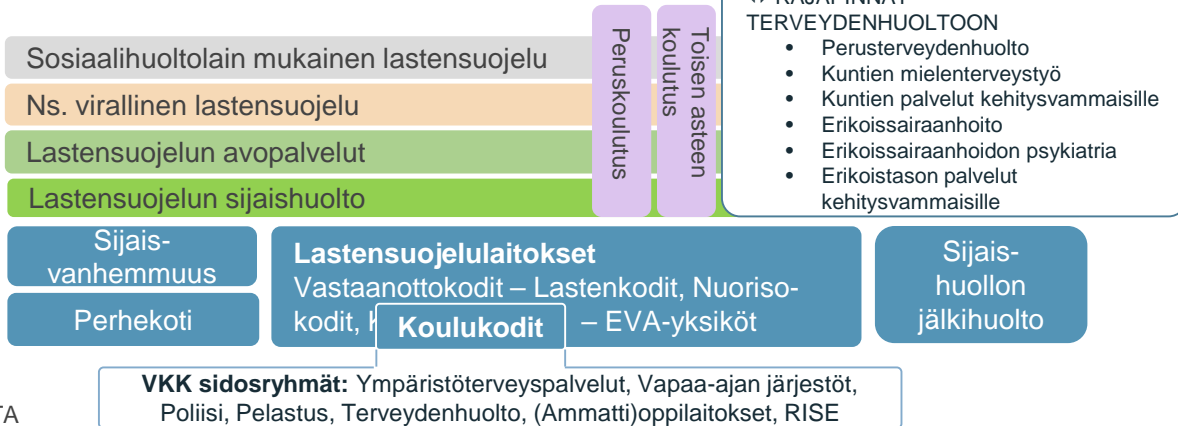 TERVEYDENHUOLTOON
• Perusterveydenhuolto
• Kuntien mielenterveystyö
• Kuntien palvelut kehitysvammaisille
• Erikoissairaanhoito
• Erikoissairaanhoidon psykiatria
• Erikoistason palvelut
kehitysvammaisille
Peruskoulutus
Toisen asteen
koulutus
Sosiaalihuoltolain mukainen lastensuojelu
Ns. virallinen lastensuojelu
Lastensuojelun avopalvelut
Lastensuojelun sijaishuolto
Sijais-
vanhemmuus
Perhekoti
Lastensuojelulaitokset
Vastaanottokodit – Lastenkodit, Nuoriso-
kodit, – EVA-yksiköt
Koulukodit
Sijais-
huollon
jälkihuolto
VKK sidosryhmät: Ympäristöterveyspalvelut, Vapaa-ajan järjestöt,
Poliisi, Pelastus, Terveydenhuolto, (Ammatti)oppilaitokset, RISE